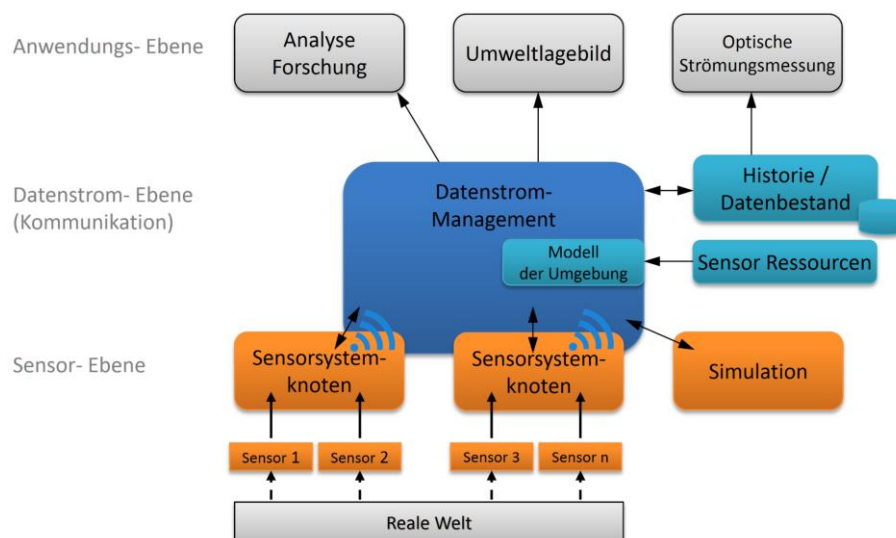 Anwendungs- Ebene
Analyse
Forschung
Umweltlagebild
Optische
Strömungsmessung
Datenstrom- Ebene
(Kommunikation)
Datenstrom-
Management
Historie /
Datenbestand
Modell
der Umgebung
Sensor Ressourcen
Sensor- Ebene
Sensorsystem-
knoten
Sensorsystem-
knoten
Simulation
Sensor 1
Sensor 2
Sensor 3
Sensor n
Reale Welt